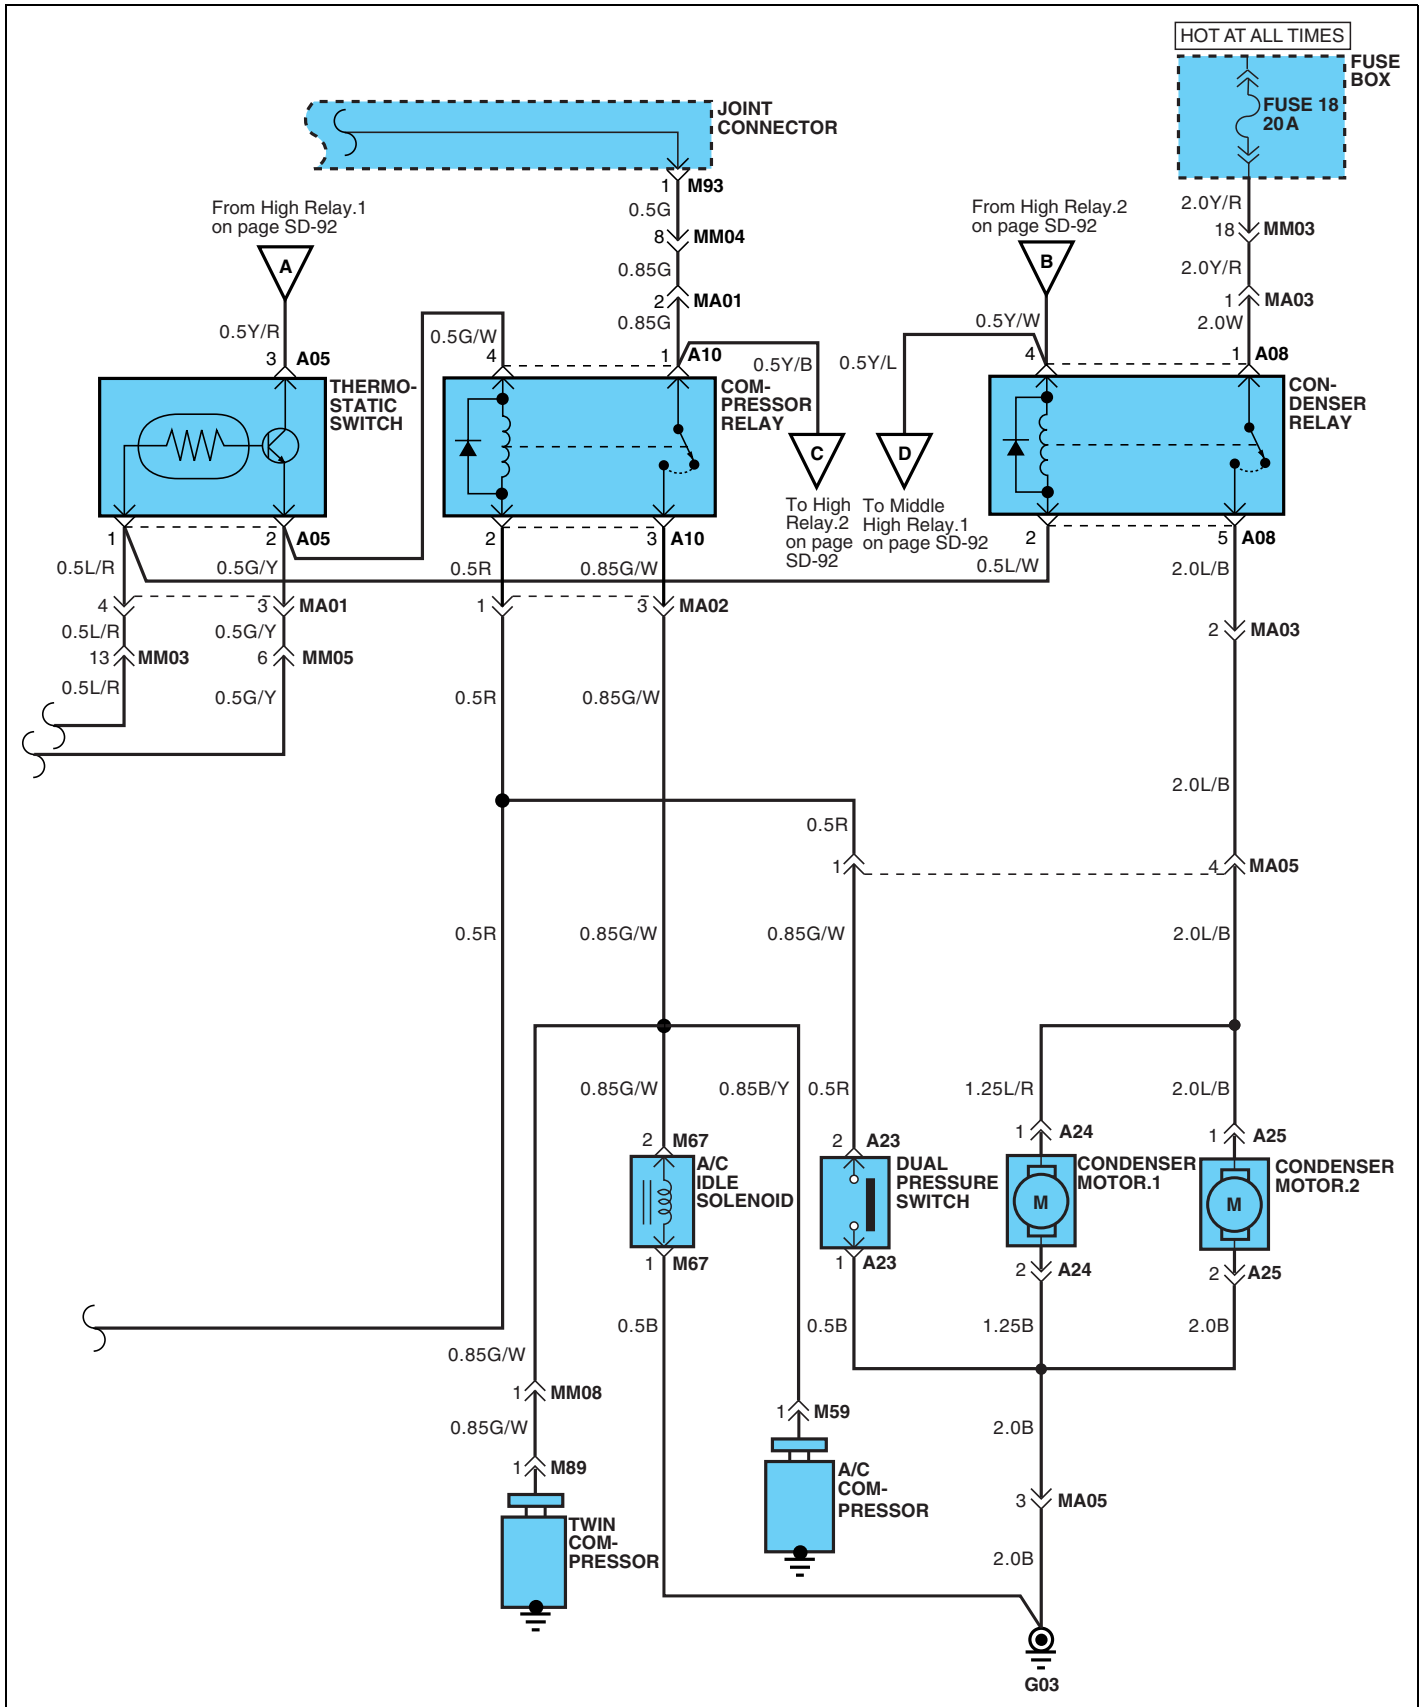 HOT AT ALL TIMES
FUSE
BOX
FUSE 18
20A
JOINT
CONNECTOR
1 M93
2.0Y/R
From High Relay.1
on page SD-92
0.5G
From High Relay.2
on page SD-92
18 MM03
8 MM04
A
B
0.85G
2.0Y/R
2 MA01
1 MA03
0.5Y/R
0.5G/W
0.85G
0.5Y/W
2.0W
3 A05
4
1 A10
0.5Y/B
0.5Y/L
4
1 A08
THERMO-
STATIC
SWITCH
COM-
PRESSOR
RELAY
CON-
DENSER
RELAY
C
D
To High
Relay.2
on page
SD-92
To Middle
High Relay.1
on page SD-92
1
2 A05
2
3 A10
2
5 A08
0.5L/R
0.5G/Y
0.5R
0.85G/W
0.5L/W
2.0L/B
4
3 MA01
1
3 MA02
2 MA03
0.5L/R
0.5G/Y
13 MM03
6 MM05
0.5L/R
0.5G/Y
0.5R
0.85G/W
2.0L/B
0.5R
1
4 MA05
0.5R
0.85G/W
0.85G/W
2.0L/B
0.85G/W
0.85B/Y
0.5R
1.25L/R
2.0L/B
2 M67
2 A23
1 A24
1 A25
A/C
IDLE
SOLENOID
DUAL
PRESSURE
SWITCH
CONDENSER
MOTOR.1
CONDENSER
MOTOR.2
M
M
1 M67
1 A23
2 A24
2 A25
0.5B
0.5B
1.25B
2.0B
0.85G/W
1 MM08
1 M59
0.85G/W
2.0B
1 M89
A/C
COM-
PRESSOR
3 MA05
TWIN
COM-
PRESSOR
2.0B
G03